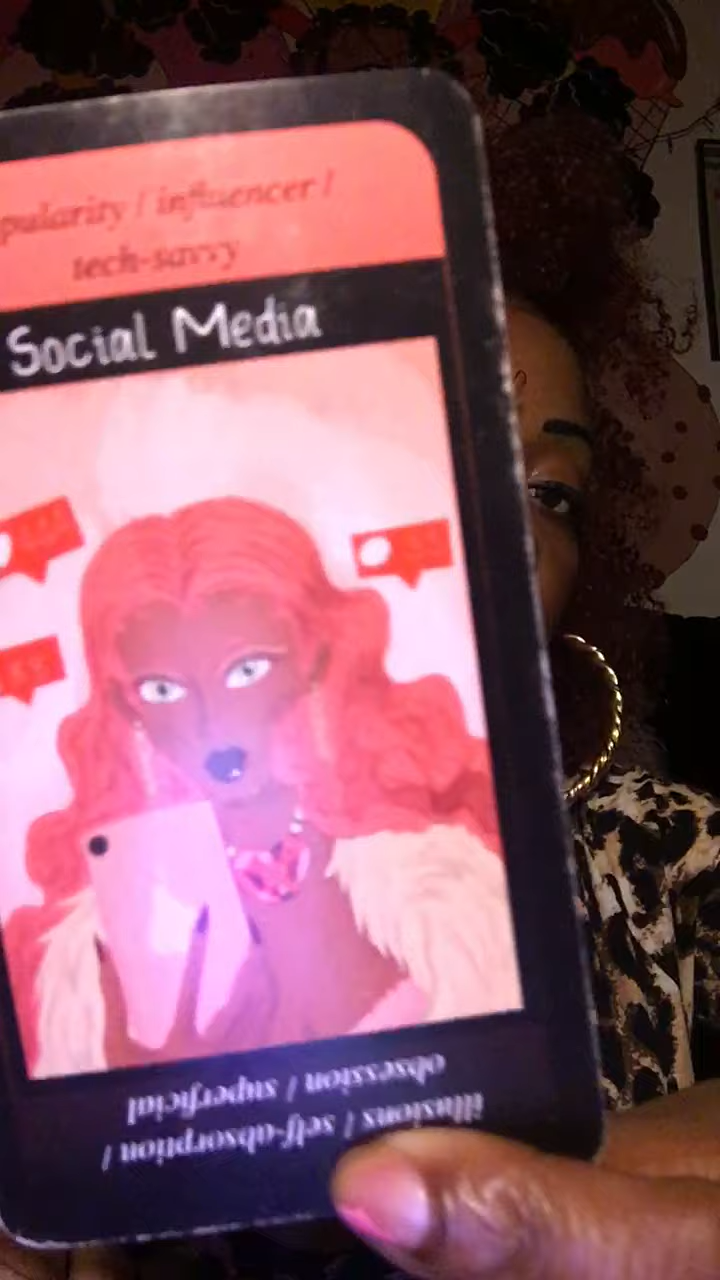 pularity / influencer /
tech-savvy
Social Media
illusions / self-absorption /
obsession / superficial